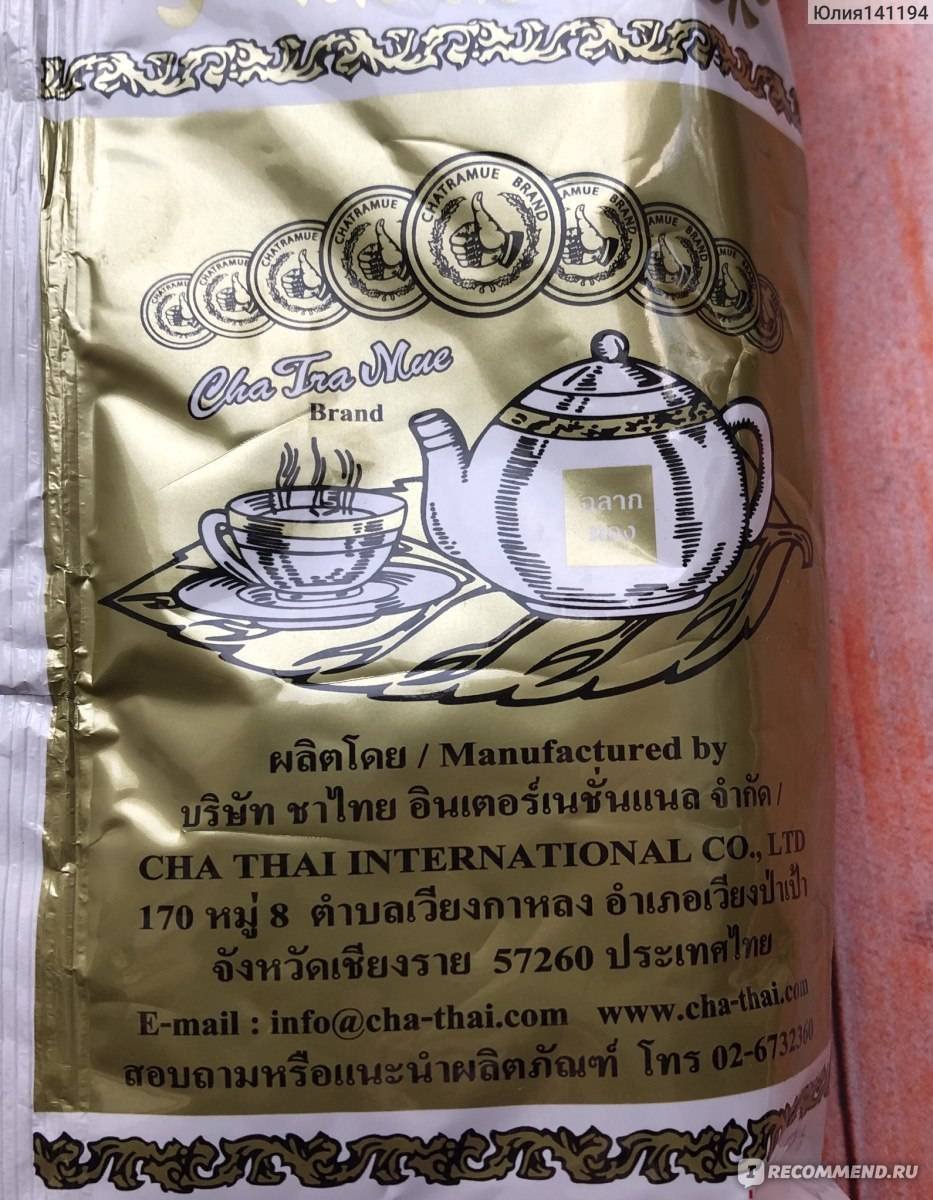 Юлия141194
CHATRAMUE BRAND
Cha Tra Mue
Brand
ฉลาก
ทอง
ผลิตโดย / Manufactured by
บริษัท ชาไทย อินเตอร์เนชั่นแนล จำกัด /
CHA THAI INTERNATIONAL CO., LTD
170 หมู่ 8 ตำบลเวียงกาหลง อำเภอเวียงป่าเป้า
จังหวัดเชียงราย 57260 ประเทศไทย
E-mail : info@cha-thai.com www.cha-thai.com
สอบถามหรือแนะนำผลิตภัณฑ์ โทร 02-6732360
RECOMMEND.RU